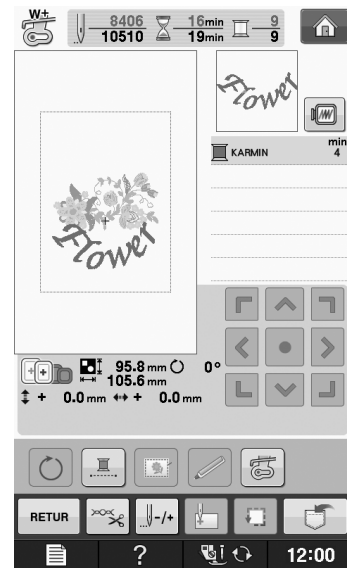 W+
8406 16min 9
10510 19min 9
Flower
KARMIN
min
4
Flower
95.8 mm 0°
105.6 mm
+ 0.0 mm + 0.0 mm
RETUR
-/+
? 12:00